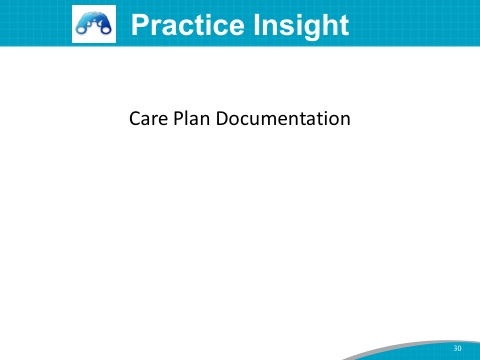 Practice Insight
Care Plan Documentation
30